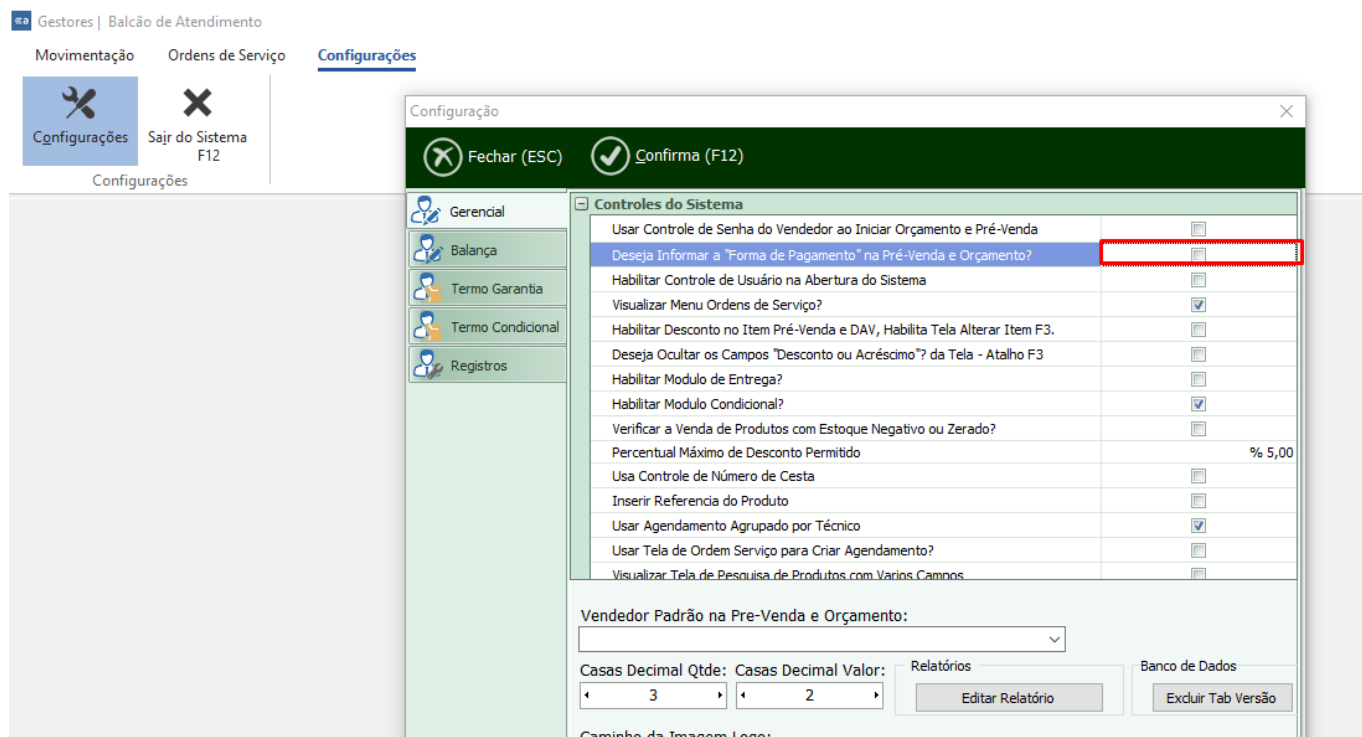 Gestores | Balcão de Atendimento
Movimentação Ordens de Serviço Configurações
Configurações
Sair do Sistema
F12
Configurações
Configuração
Fechar (ESC) Confirma (F12)
Gerencial
Balança
Termo Garantia
Termo Condicional
Registros
Controles do Sistema
Usar Controle de Senha do Vendedor ao Iniciar Orçamento e Pré-Venda
Deseja Informar a "Forma de Pagamento" na Pré-Venda e Orçamento?
Habilitar Controle de Usuário na Abertura do Sistema
Visualizar Menu Ordens de Serviço?
Habilitar Desconto no Item Pré-Venda e DAV, Habilita Tela Alterar Item F3.
Deseja Ocultar os Campos "Desconto ou Acréscimo"? da Tela - Atalho F3
Habilitar Modulo de Entrega?
Habilitar Modulo Condicional?
Verificar a Venda de Produtos com Estoque Negativo ou Zerado?
Percentual Máximo de Desconto Permitido % 5,00
Usa Controle de Número de Cesta
Inserir Referencia do Produto
Usar Agendamento Agrupado por Técnico
Usar Tela de Ordem Serviço para Criar Agendamento?
Visualizar Tela de Pesquisa de Produtos com Varios Campos
Vendedor Padrão na Pre-Venda e Orçamento:
Casas Decimal Qtde: Casas Decimal Valor: Relatórios Banco de Dados
3 2 Editar Relatório Excluir Tab Versão
Caminho da Imagem Logo: